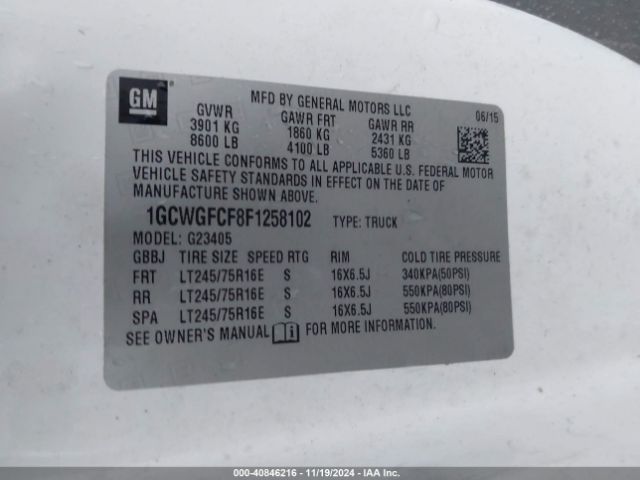 GM
MFD BY GENERAL MOTORS LLC 06/15
GVWR GAWR FRT GAWR RR
3901 KG 1860 KG 2431 KG
8600 LB 4100 LB 5360 LB
THIS VEHICLE CONFORMS TO ALL APPLICABLE U.S. FEDERAL MOTOR
VEHICLE SAFETY STANDARDS IN EFFECT ON THE DATE OF
MANUFACTURE SHOWN ABOVE.
1GCWGFCF8F1258102 TYPE: TRUCK
MODEL: G23405
GBBJ TIRE SIZE SPEED RTG RIM COLD TIRE PRESSURE
FRT LT245/75R16E S 16X6.5J 340KPA(50PSI)
RR LT245/75R16E S 16X6.5J 550KPA(80PSI)
SPA LT245/75R16E S 16X6.5J 550KPA(80PSI)
SEE OWNER'S MANUAL i FOR MORE INFORMATION.
000-40846216 - 11/19/2024 - IAA Inc.